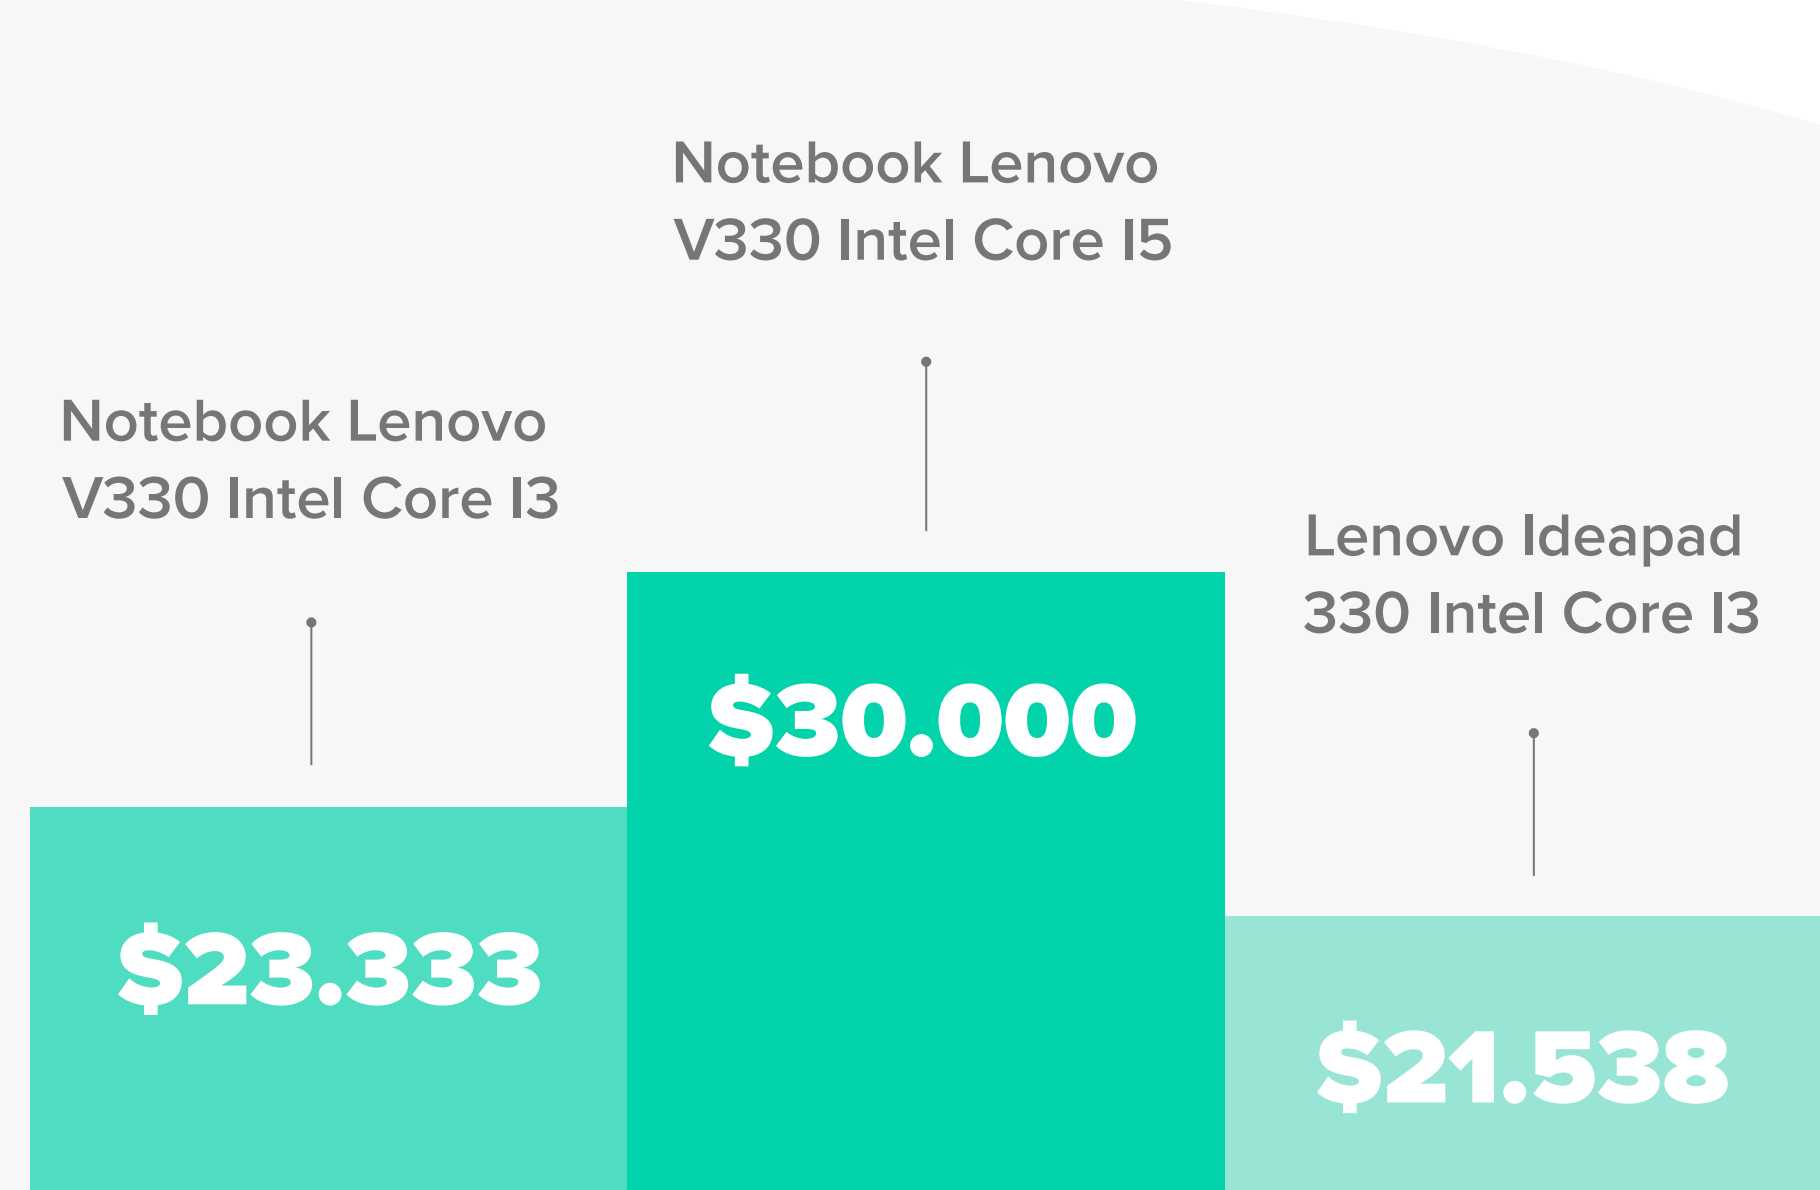 Notebook Lenovo
V330 Intel Core I3
$23.333
Notebook Lenovo
V330 Intel Core I5
$30.000
Lenovo Ideapad
330 Intel Core I3
$21.538